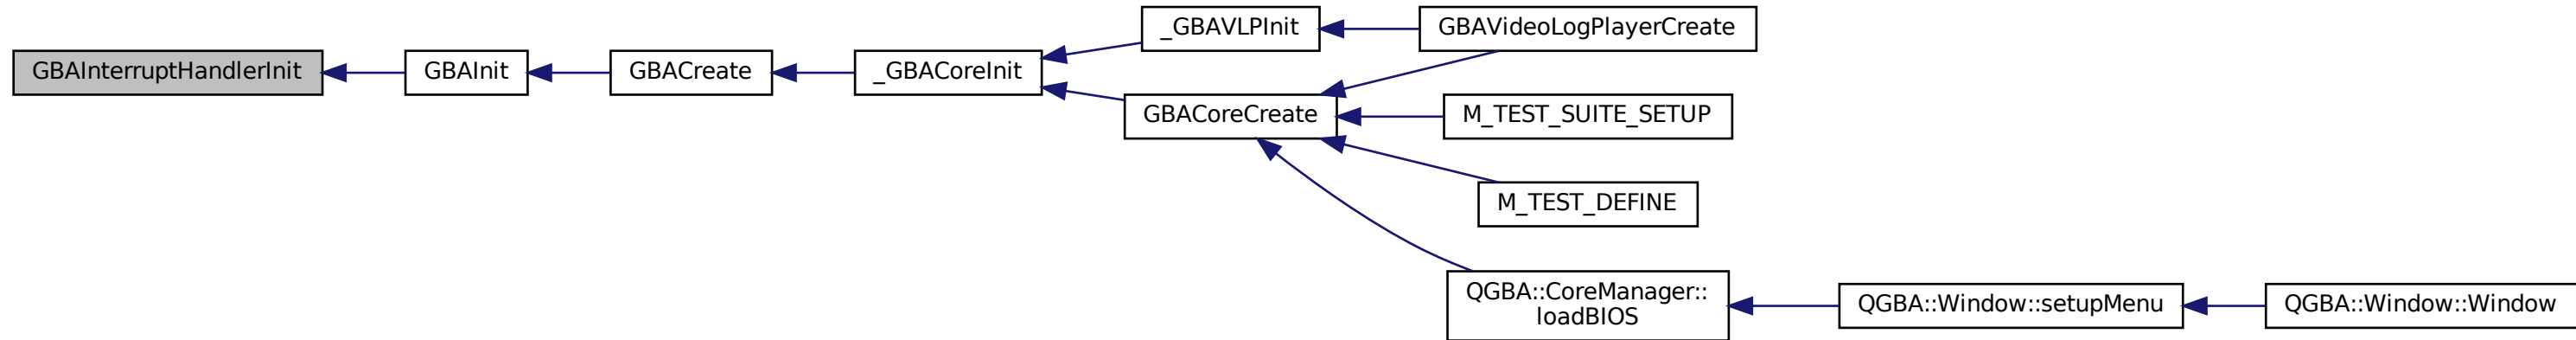 _GBAVLPInit
GBAVideoLogPlayerCreate
GBAInterruptHandlerInit
GBAInit
GBACreate
_GBACoreInit
GBACoreCreate
M_TEST_SUITE_SETUP
M_TEST_DEFINE
QGBA::CoreManager::
loadBIOS
QGBA::Window::setupMenu
QGBA::Window::Window